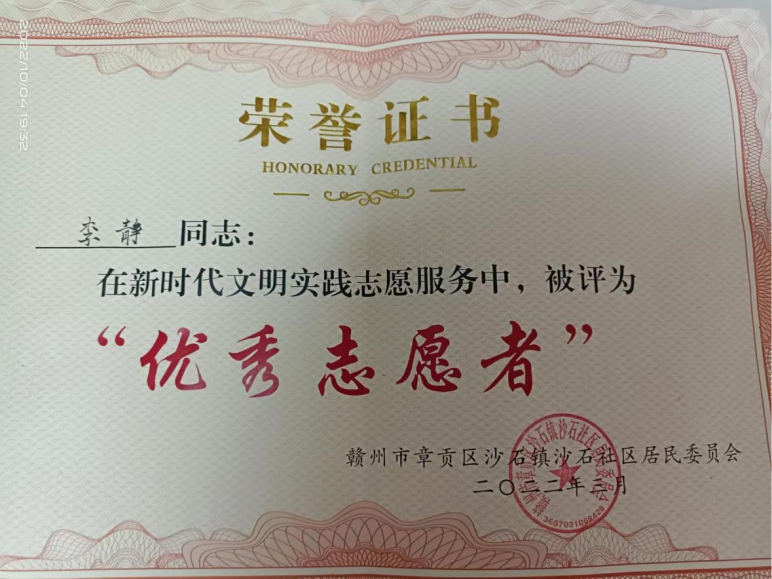 2022/10/04 19:32
荣誉证书
HONORARY CREDENTIAL
李静 同志：
在新时代文明实践志愿服务中，被评为
“优秀志愿者”
赣州市章贡区沙石镇沙石社区居民委员会
二〇二二年三月